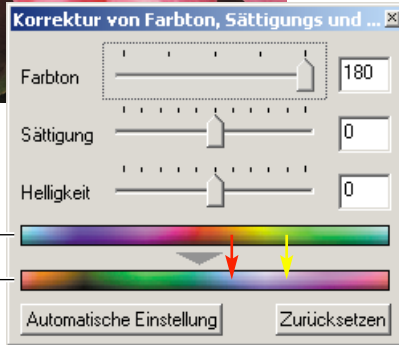 Korrektur von Farbton, Sättigungs und ...
Farbton 180
Sättigung 0
Helligkeit 0
Automatische Einstellung Zurücksetzen